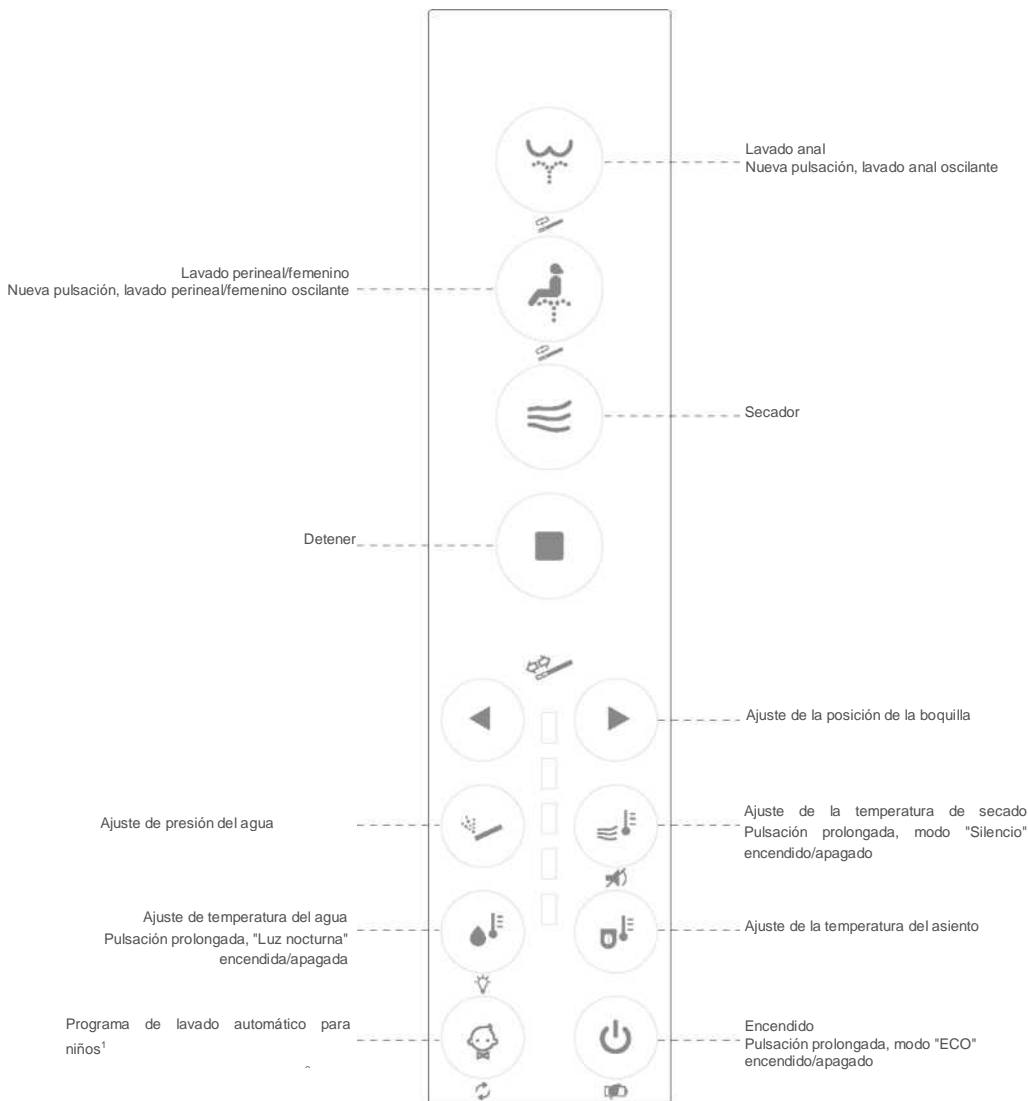 Lavado anal
Nueva pulsación, lavado anal oscilante
Lavado perineal/femenino
Nueva pulsación, lavado perineal/femenino oscilante
Secador
Detener
Ajuste de la posición de la boquilla
Ajuste de presión del agua
Ajuste de la temperatura de secado
Pulsación prolongada, modo "Silencio"
encendido/apagado
Ajuste de temperatura del agua
Pulsación prolongada, "Luz nocturna"
encendida/apagada
Ajuste de la temperatura del asiento
Programa de lavado automático para
niños¹
Encendido
Pulsación prolongada, modo "ECO"
encendido/apagado